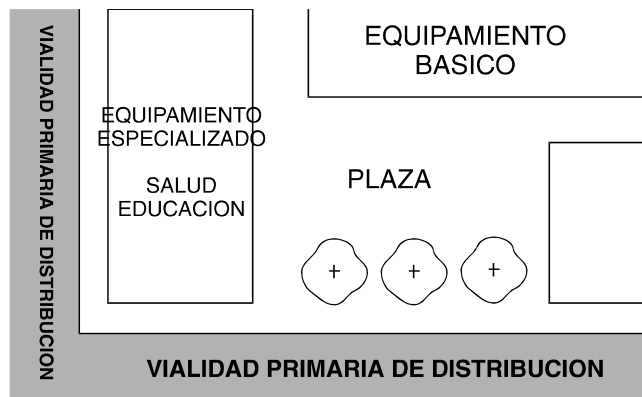 VIALIDAD PRIMARIA DE DISTRIBUCION
EQUIPAMIENTO
ESPECIALIZADO
SALUD
EDUCACION
EQUIPAMIENTO
BASICO
PLAZA
VIALIDAD PRIMARIA DE DISTRIBUCION